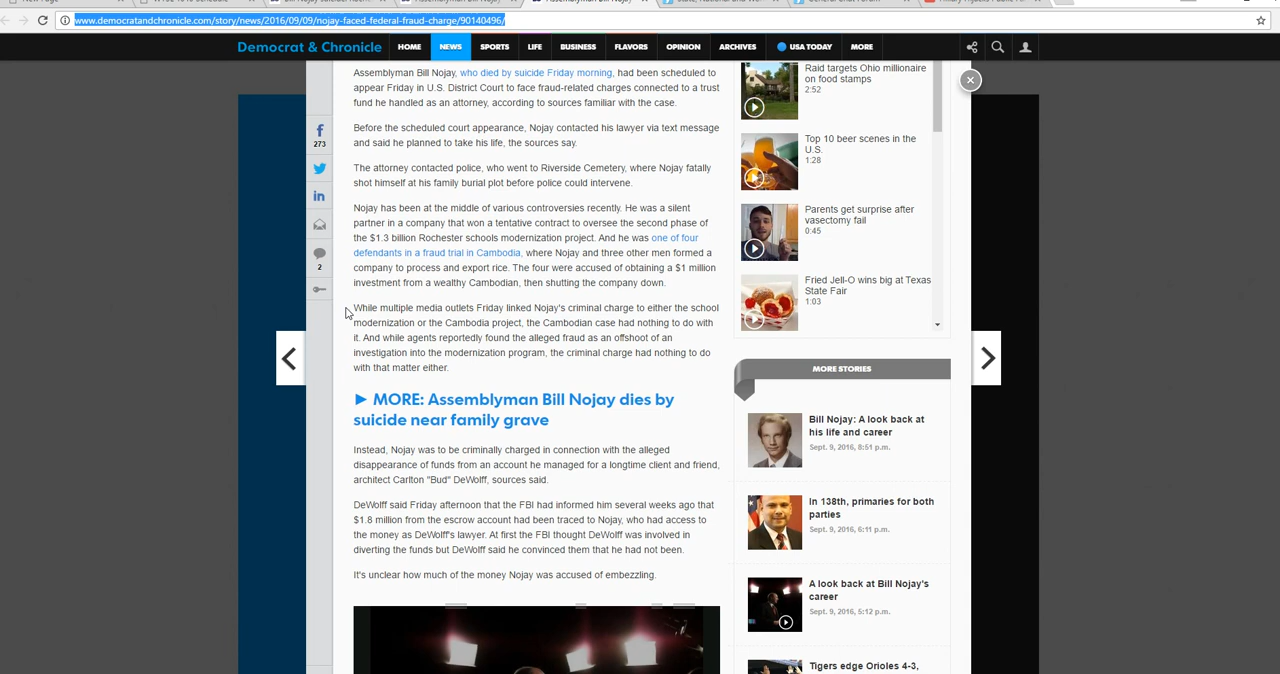 New Page
www.democratandchronicle.com/story/news/2016/09/09/nojay-faced-federal-fraud-charge/90140496/
Democrat & Chronicle
HOME
NEWS
SPORTS
LIFE
BUSINESS
FLAVORS
OPINION
ARCHIVES
USA TODAY
MORE
Assemblyman Bill Nojay, who died by suicide Friday morning, had been scheduled to
appear Friday in U.S. District Court to face fraud-related charges connected to a trust
fund he handled as an attorney, according to sources familiar with the case.
Before the scheduled court appearance, Nojay contacted his lawyer via text message
and said he planned to take his life, the sources say.
The attorney contacted police, who went to Riverside Cemetery, where Nojay fatally
shot himself at his family burial plot before police could intervene.
Nojay has been at the middle of various controversies recently. He was a silent
partner in a company that won a tentative contract to oversee the second phase of
the $1.3 billion Rochester schools modernization project. And he was one of four
defendants in a fraud trial in Cambodia, where Nojay and three other men formed a
company to process and export rice. The four were accused of obtaining a $1 million
investment from a wealthy Cambodian, then shutting the company down.
While multiple media outlets Friday linked Nojay's criminal charge to either the school
modernization or the Cambodia project, the Cambodian case had nothing to do with
it. And while agents reportedly found the alleged fraud as an offshoot of an
investigation into the modernization program, the criminal charge had nothing to do
with that matter either.
MORE: Assemblyman Bill Nojay dies by
suicide near family grave
Instead, Nojay was to be criminally charged in connection with the alleged
disappearance of funds from an account he managed for a longtime client and friend,
architect Carlton "Bud" DeWolff, sources said.
DeWolff said Friday afternoon that the FBI had informed him several weeks ago that
$1.8 million from the escrow account had been traced to Nojay, who had access to
the money as DeWolff's lawyer. At first the FBI thought DeWolff was involved in
diverting the funds but DeWolff said he convinced them that he had not been.
It's unclear how much of the money Nojay was accused of embezzling.
273
2
Raid targets Ohio millionaire
on food stamps
2:52
Top 10 beer scenes in the
U.S.
1:28
Parents get surprise after
vasectomy fail
0:45
Fried Jell-O wins big at Texas
State Fair
1:03
MORE STORIES
Bill Nojay: A look back at
his life and career
Sept. 9, 2016, 8:51 p.m.
In 138th, primaries for both
parties
Sept. 9, 2016, 6:11 p.m.
A look back at Bill Nojay's
career
Sept. 9, 2016, 5:12 p.m.
Tigers edge Orioles 4-3,